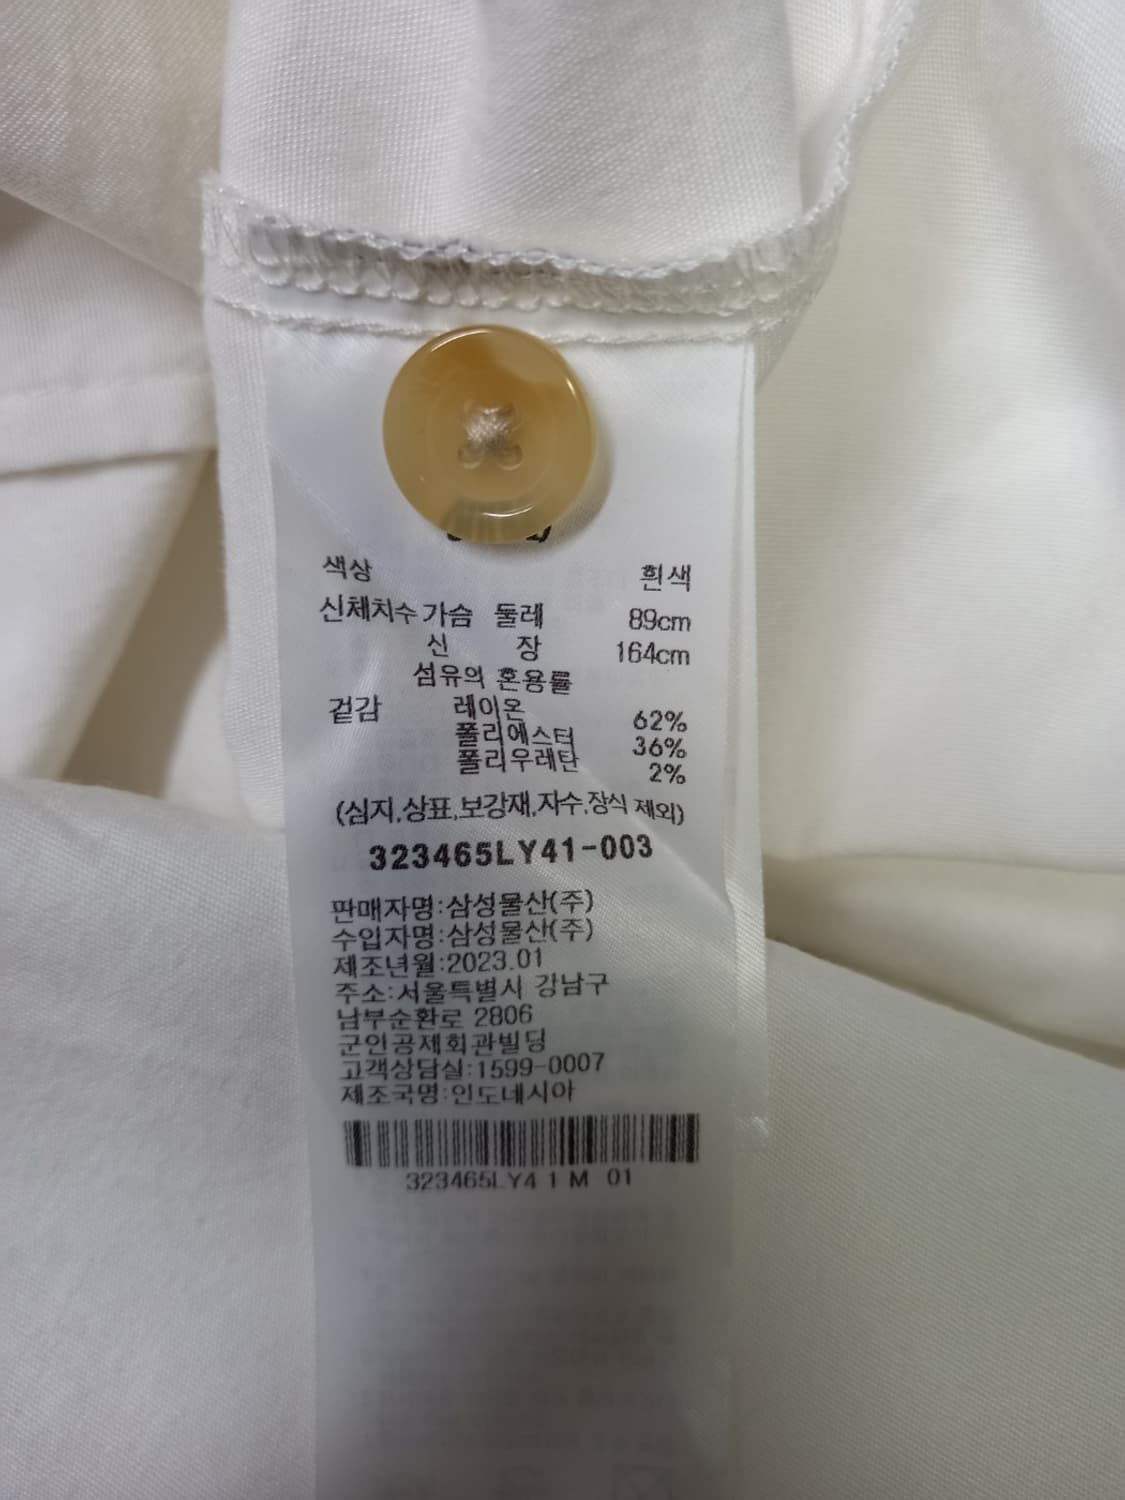 색상 흰색
신체치수 가슴 둘레 89cm
신 장 164cm
섬유의 혼용률
겉감 레이온 62%
폴리에스터 36%
폴리우레탄 2%
(심지,상표,보강재,자수,장식 제외)
323465LY41-003
판매자명:삼성물산(주)
수입자명:삼성물산(주)
제조년월:2023.01
주소:서울특별시 강남구
남부순환로 2806
군인공제회관빌딩
고객상담실:1599-0007
제조국명:인도네시아
323465LY4 1 M 01